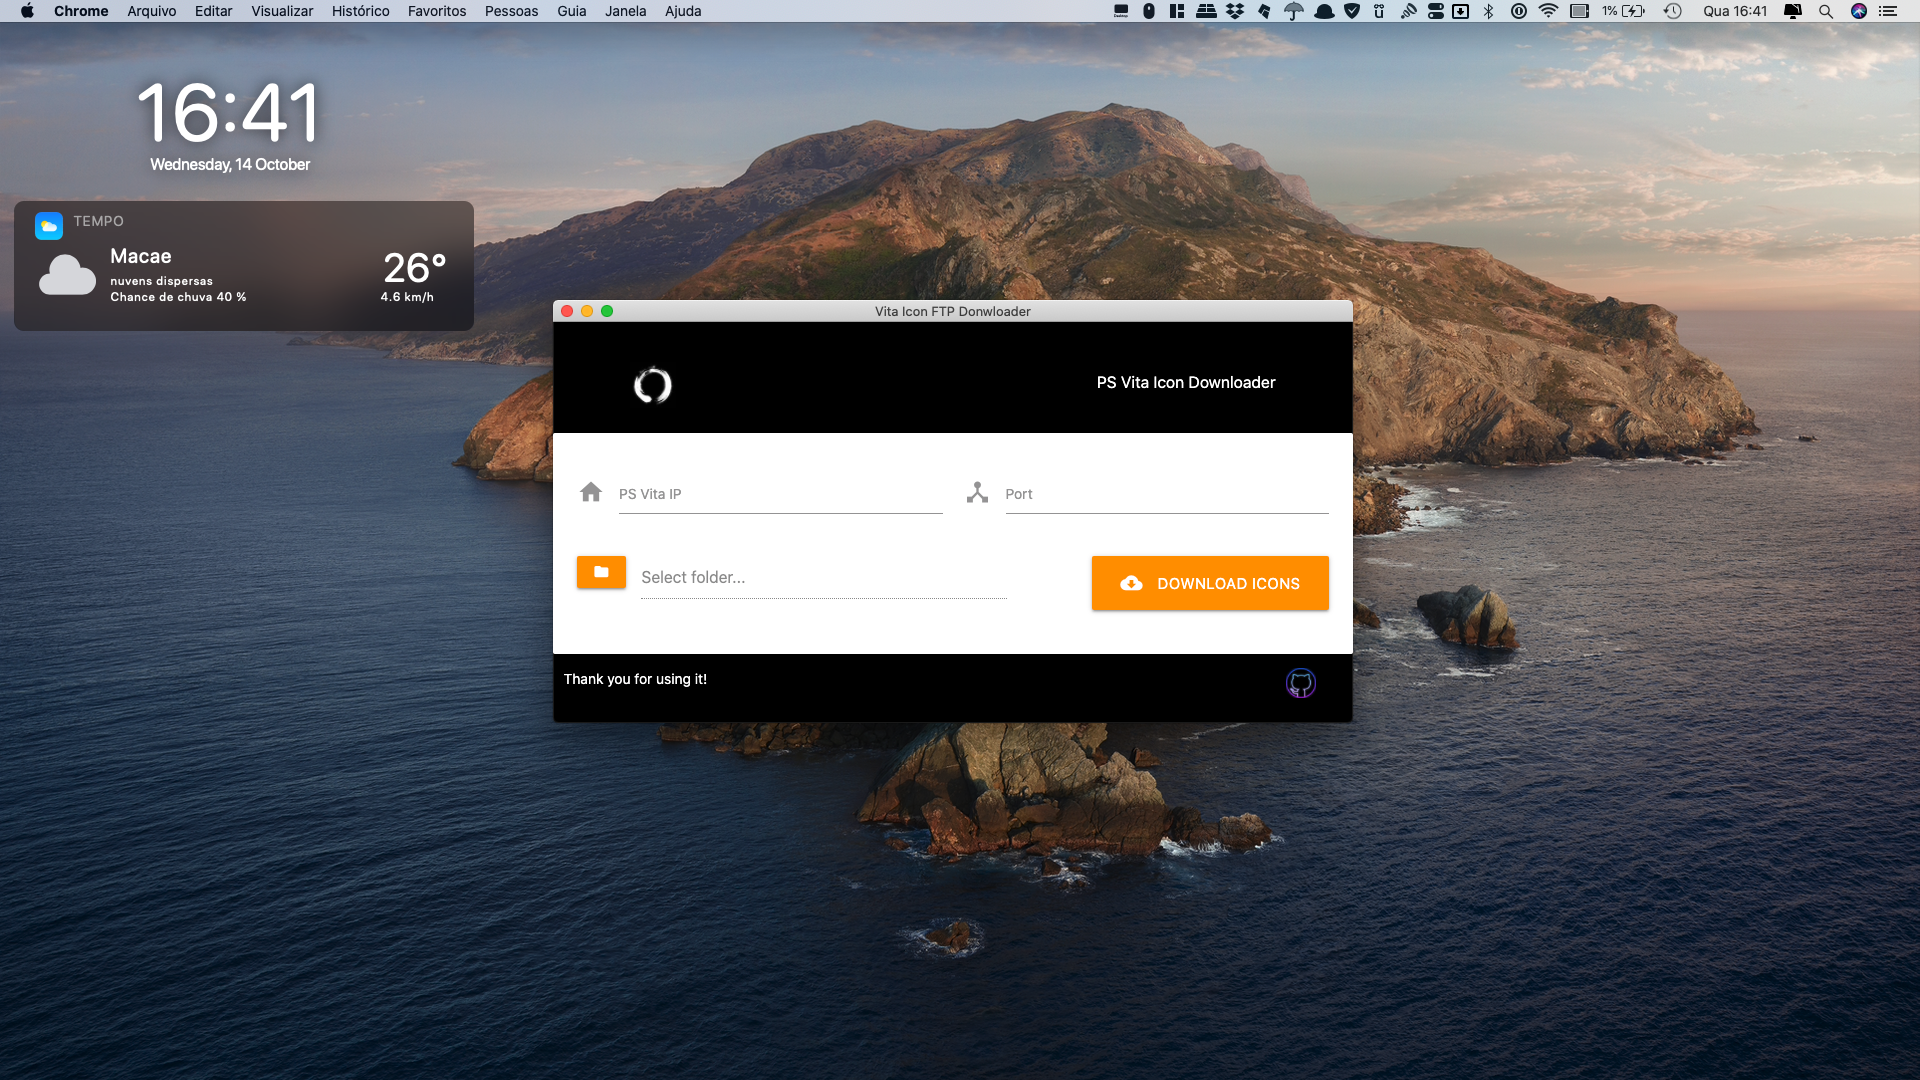 Chrome Arquivo Editar Visualizar Histórico Favoritos Pessoas Guia Janela Ajuda 1% Qua 16:41
16:41
Wednesday, 14 October
TEMPO
Macae
26°
nuvens dispersas
Chance de chuva 40 %
4.6 km/h
Vita Icon FTP Donwloader
PS Vita Icon Downloader
PS Vita IP
Port
Select folder...
DOWNLOAD ICONS
Thank you for using it!